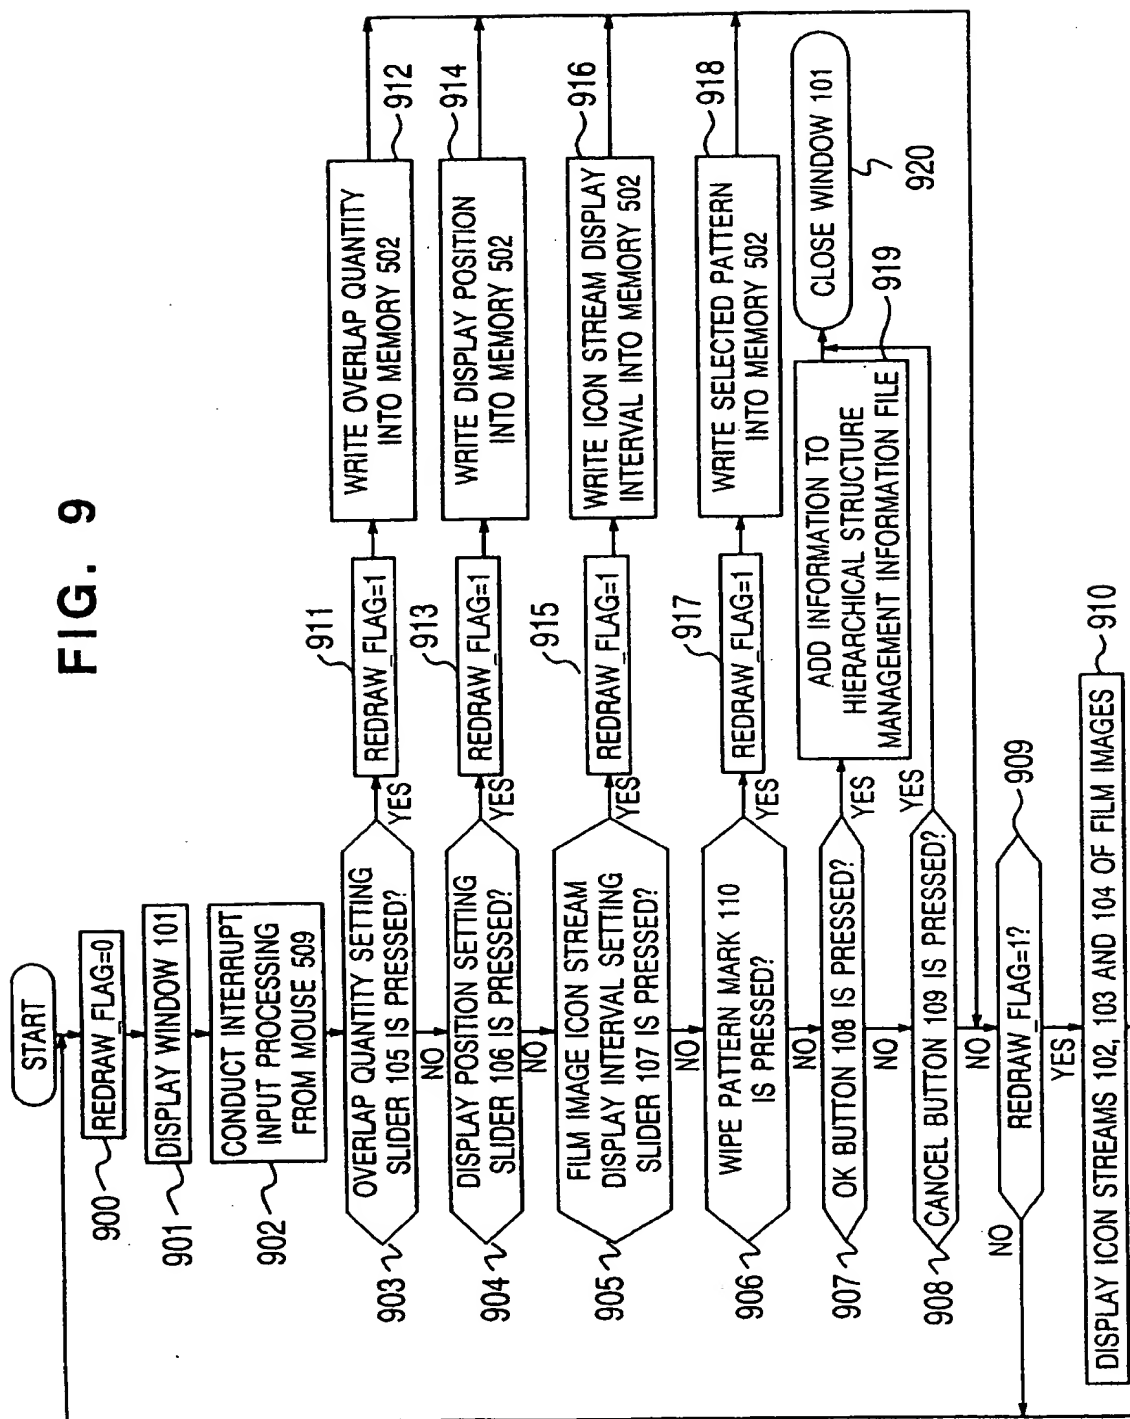 FIG. 9
START
REDRAW_FLAG=0
900
DISPLAY WINDOW 101
901
CONDUCT INTERRUPT
INPUT PROCESSING
FROM MOUSE 509
902
OVERLAP QUANTITY SETTING
SLIDER 105 IS PRESSED?
903
YES
NO
911
REDRAW_FLAG=1
WRITE OVERLAP QUANTITY
INTO MEMORY 502
912
DISPLAY POSITION SETTING
SLIDER 106 IS PRESSED?
904
YES
NO
913
REDRAW_FLAG=1
WRITE DISPLAY POSITION
INTO MEMORY 502
914
FILM IMAGE ICON STREAM
DISPLAY INTERVAL SETTING
SLIDER 107 IS PRESSED?
905
YES
NO
915
REDRAW_FLAG=1
WRITE ICON STREAM DISPLAY
INTERVAL INTO MEMORY 502
916
WIPE PATTERN MARK 110
IS PRESSED?
906
YES
NO
917
REDRAW_FLAG=1
WRITE SELECTED PATTERN
INTO MEMORY 502
918
OK BUTTON 108 IS PRESSED?
907
YES
NO
ADD INFORMATION TO
HIERARCHICAL STRUCTURE
MANAGEMENT INFORMATION FILE
919
CLOSE WINDOW 101
920
CANCEL BUTTON 109 IS PRESSED?
908
YES
NO
REDRAW_FLAG=1?
909
NO
YES
DISPLAY ICON STREAMS 102, 103 AND 104 OF FILM IMAGES
910